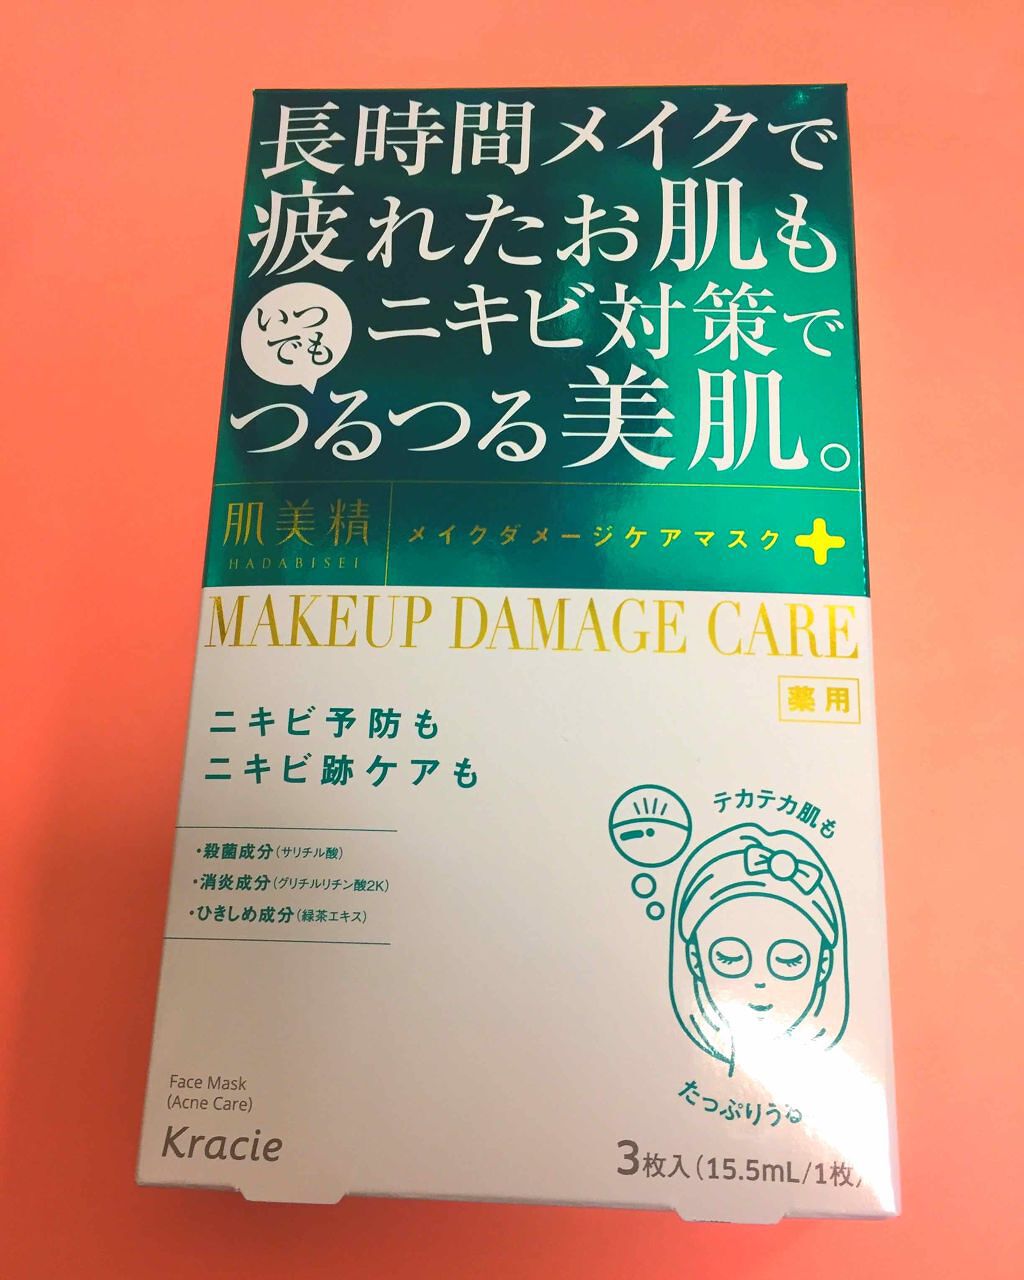 長時間メイクで
疲れたお肌も
いつ
でも
ニキビ対策で
つるつる美肌。
肌美精
HADABISEI
メイクダメージケアマスク
MAKEUP DAMAGE CARE
薬用
ニキビ予防も
ニキビ跡ケアも
・殺菌成分(サリチル酸)
・消炎成分(グリチルリチン酸2K)
・ひきしめ成分(緑茶エキス)
テカテカ肌も
たっぷりうる
Face Mask
(Acne Care)
Kracie
3枚入(15.5mL/1枚)